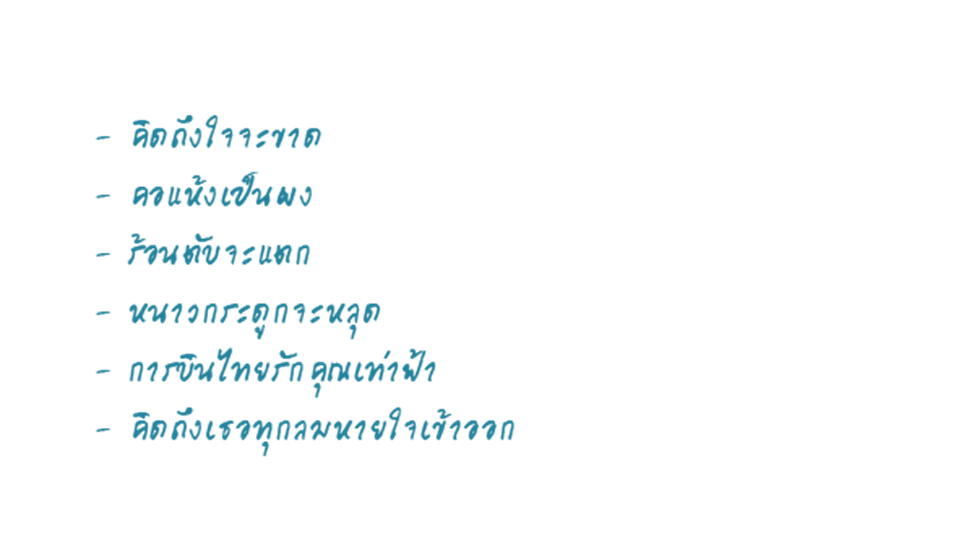 - คิดถึงใจจะขาด
- คอแห้งเป็นผง
- ร้อนตับจะแตก
- หนาวกระดูกจะหลุด
- การบินไทยรักคุณเท่าฟ้า
- คิดถึงเธอทุกลมหายใจเข้าออก